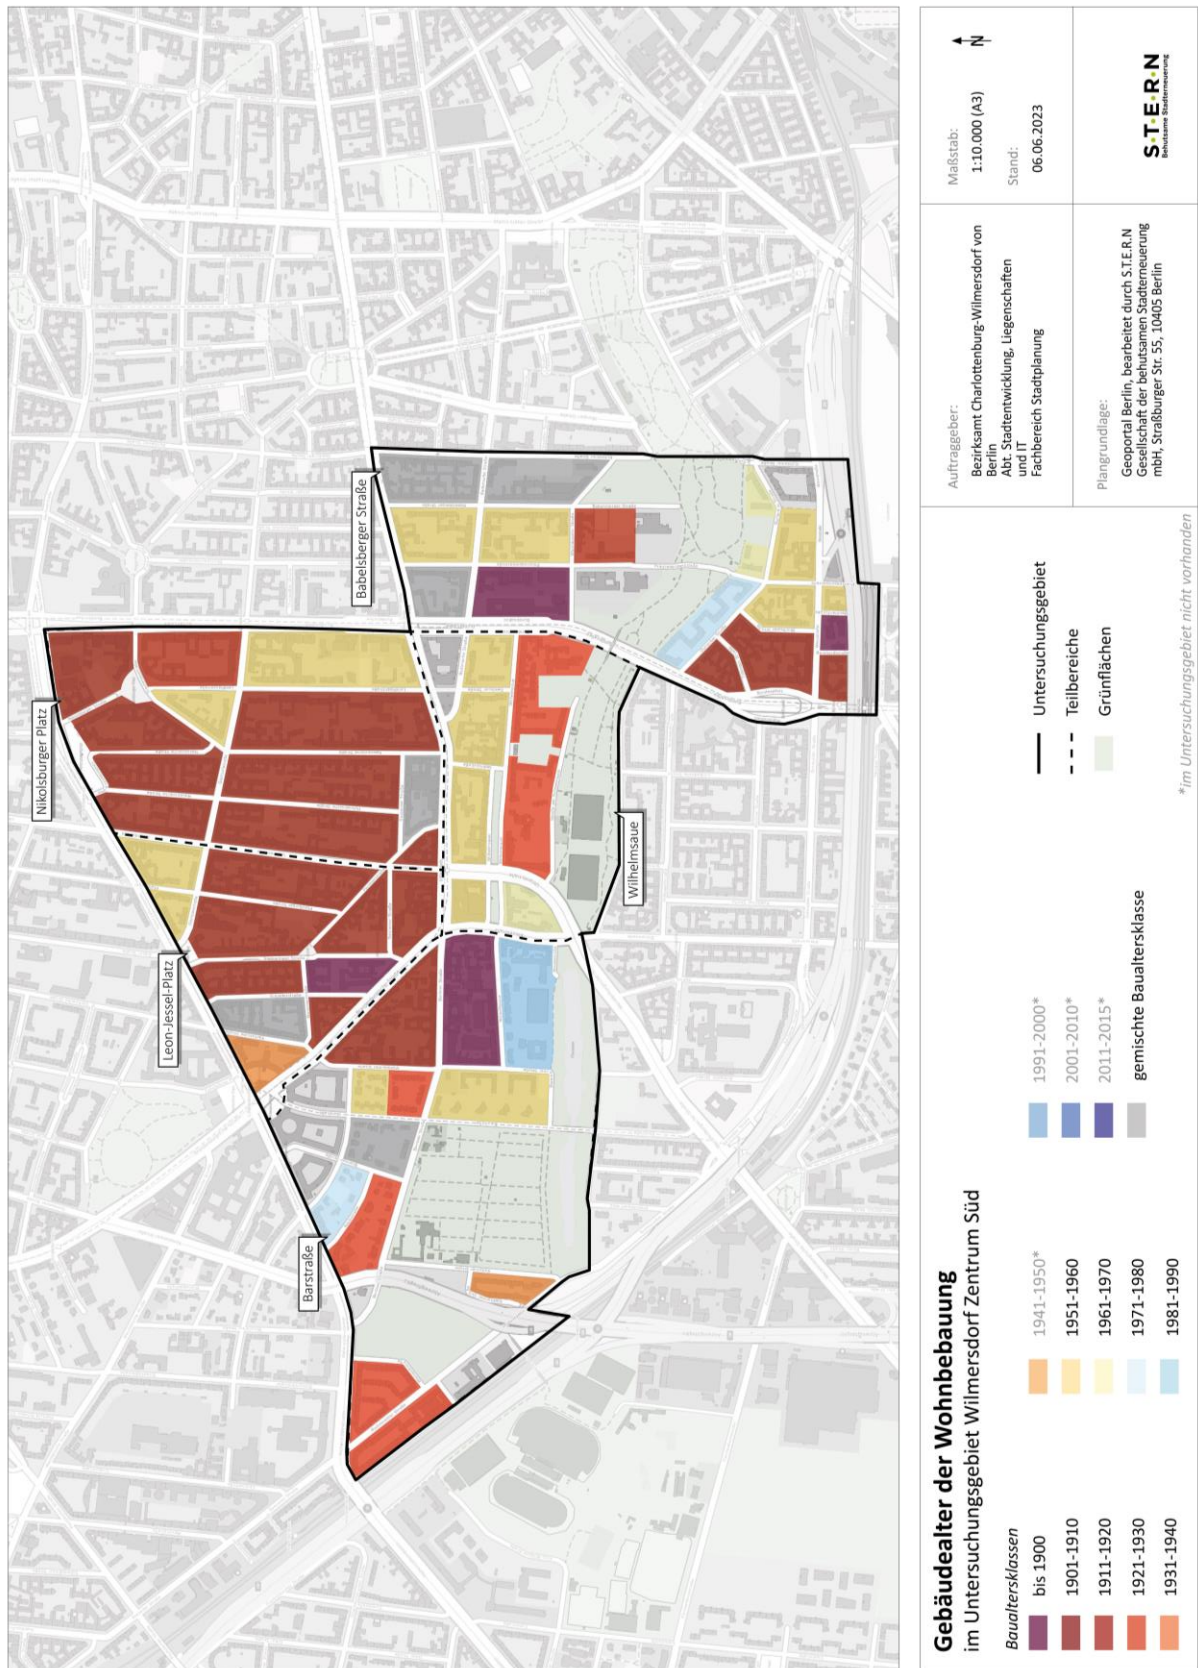 Nikolsburger Platz
Leon-Jessel-Platz
Barstraße
Babelsberger Straße
Wilhelmsaue
Gebäudealter der Wohnbebauung
im Untersuchungsgebiet Wilmersdorf Zentrum Süd
Baualtersklassen
bis 1900
1901-1910
1911-1920
1921-1930
1931-1940
1941-1950*
1951-1960
1961-1970
1971-1980
1981-1990
1991-2000*
2001-2010*
2011-2015*
gemischte Baualtersklasse
Untersuchungsgebiet
Teilbereiche
Grünflächen
*im Untersuchungsgebiet nicht vorhanden
Auftraggeber:
Bezirksamt Charlottenburg-Wilmersdorf von
Berlin
Abt. Stadtentwicklung, Liegenschaften
und IT
Fachbereich Stadtplanung
Maßstab:
1:10.000 (A3)
N
Stand:
06.06.2023
Plangrundlage:
Geoportal Berlin, bearbeitet durch S.T.E.R.N
Gesellschaft der behutsamen Stadterneuerung
mbH, Straßburger Str. 55, 10405 Berlin
S·T·E·R·N
Behutsame Stadterneuerung